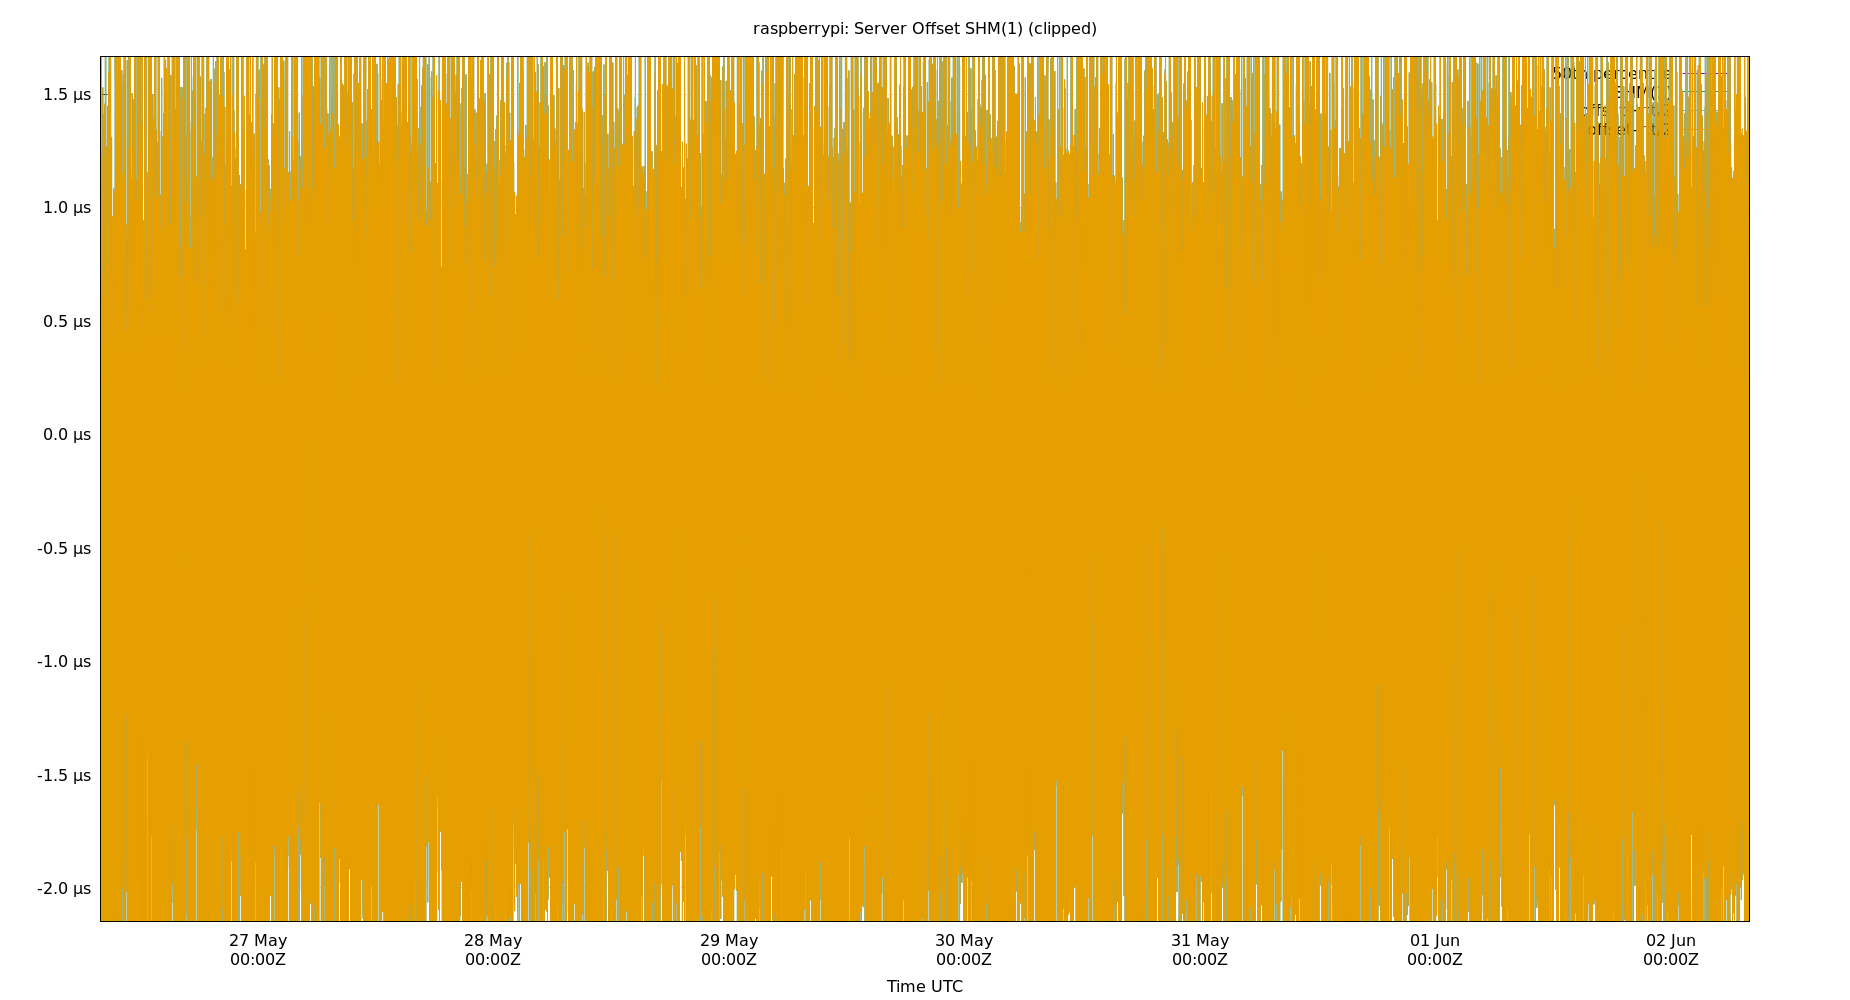 raspberrypi: Server Offset SHM(1) (clipped)
1.5 µs
1.0 µs
0.5 µs
0.0 µs
-0.5 µs
-1.0 µs
-1.5 µs
-2.0 µs
27 May 28 May 29 May 30 May 31 May 01 Jun 02 Jun
00:00Z 00:00Z 00:00Z 00:00Z 00:00Z 00:00Z 00:00Z
Time UTC